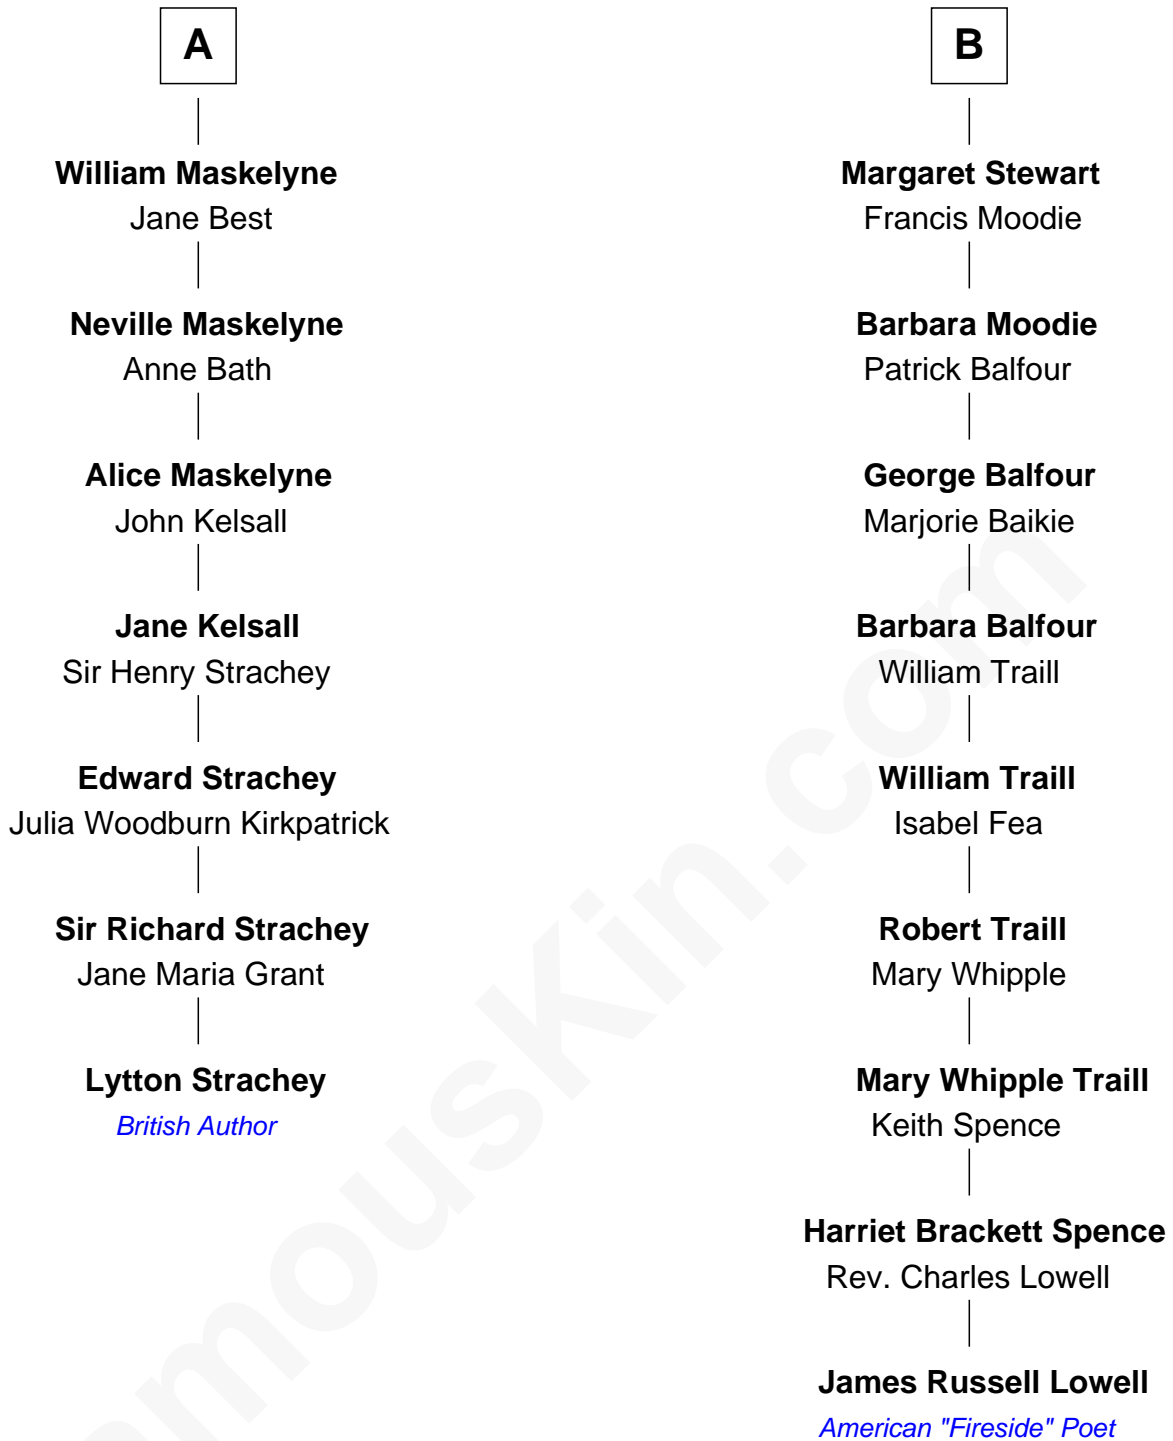 A
William Maskelyne
Jane Best
Neville Maskelyne
Anne Bath
Alice Maskelyne
John Kelsall
Jane Kelsall
Sir Henry Strachey
Edward Strachey
Julia Woodburn Kirkpatrick
Sir Richard Strachey
Jane Maria Grant
Lytton Strachey
British Author
B
Margaret Stewart
Francis Moodie
Barbara Moodie
Patrick Balfour
George Balfour
Marjorie Baikie
Barbara Balfour
William Traill
William Traill
Isabel Fea
Robert Traill
Mary Whipple
Mary Whipple Traill
Keith Spence
Harriet Brackett Spence
Rev. Charles Lowell
James Russell Lowell
American "Fireside" Poet
amouskin.com